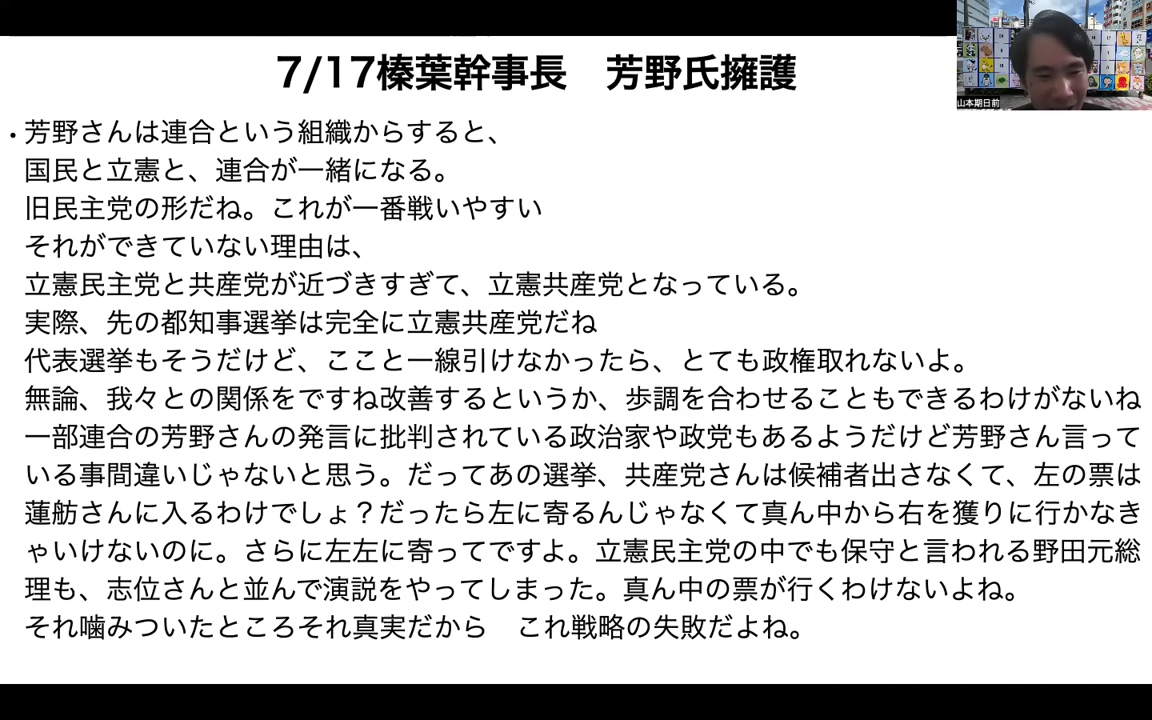 7/17榛葉幹事長　芳野氏擁護
山本期日前
・芳野さんは連合という組織からすると、
国民と立憲と、連合が一緒になる。
旧民主党の形だね。これが一番戦いやすい
それができていない理由は、
立憲民主党と共産党が近づきすぎて、立憲共産党となっている。
実際、先の都知事選挙は完全に立憲共産党だね
代表選挙もそうだけど、ここと一線引けなかったら、とても政権取れないよ。
無論、我々との関係をですね改善するというか、歩調を合わせることもできるわけがないね
一部連合の芳野さんの発言に批判されている政治家や政党もあるようだけど芳野さん言って
いる事間違いじゃないと思う。だってあの選挙、共産党さんは候補者出さなくて、左の票は
蓮舫さんに入るわけでしょ？だったら左に寄るんじゃなくて真ん中から右を獲りに行かなき
ゃいけないのに。さらに左左に寄ってですよ。立憲民主党の中でも保守と言われる野田元総
理も、志位さんと並んで演説をやってしまった。真ん中の票が行くわけないよね。
それ噛みついたところそれ真実だから　これ戦略の失敗だよね。